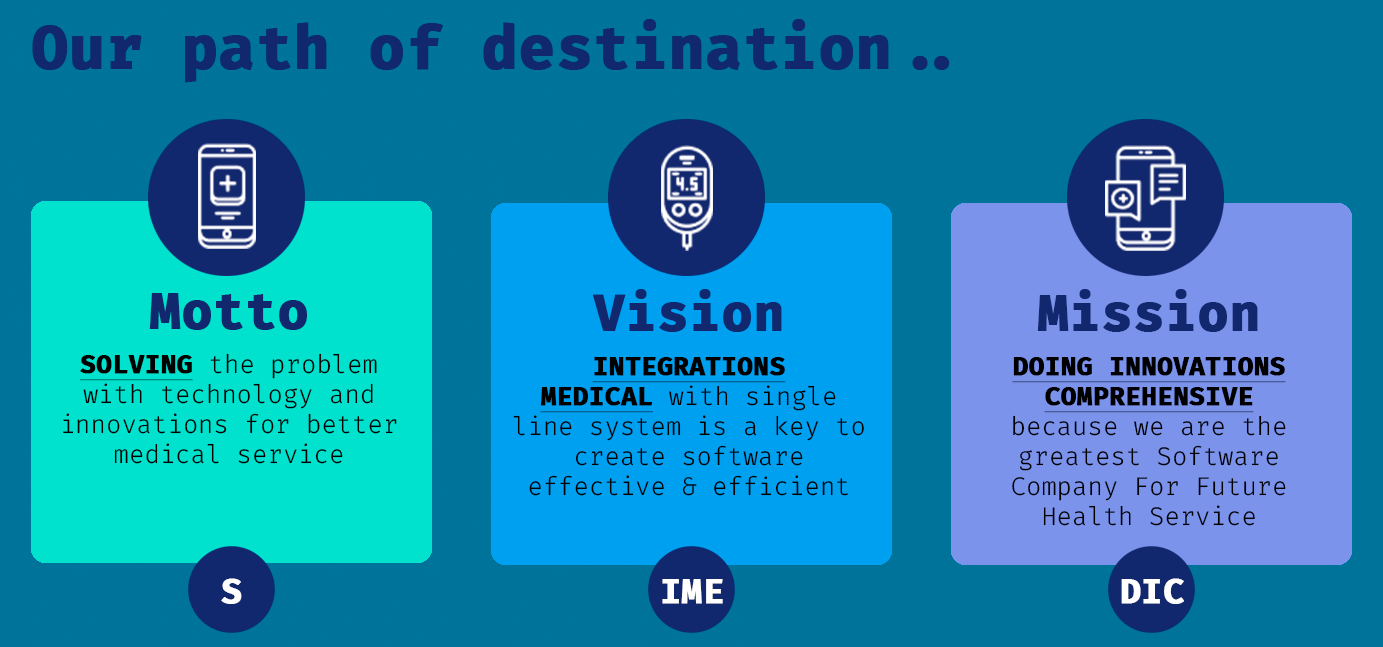 Our path of destination..
4.5
Motto
SOLVING the problem
with technology and
innovations for better
medical service
S
Vision
INTEGRATIONS
MEDICAL with single
line system is a key to
create software
effective & efficient
IME
Mission
DOING INNOVATIONS
COMPREHENSIVE
because we are the
greatest Software
Company For Future
Health Service
DIC